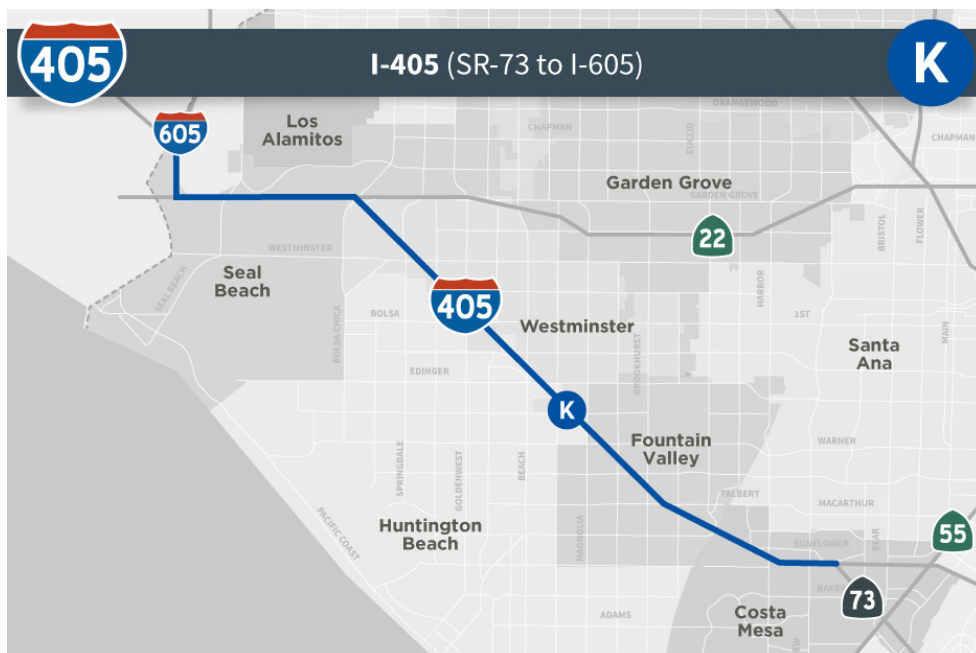 405
I-405 (SR-73 to I-605)
K
605
Los
Alamitos
ORANGEWOOD
CHAPMAN
EUCLID
CHAPMAN
Garden Grove
GARDEN GROVE
22
BRISTOL
FLOWER
WESTMINSTER
Seal
Beach
SEAL BEACH
405
HARBOR
BOLSA CHICA
BOLSA
Westminster
1ST
MAIN
Santa
Ana
EDINGER
BROOKHURST
K
Fountain
Valley
WARNER
SPRINGDALE
GOLDENWEST
BEACH
TALBERT
MACARTHUR
PACIFIC COAST
Huntington
Beach
MAGNOLIA
SUNFLOWER
BEAR
55
73
ADAMS
Costa
Mesa